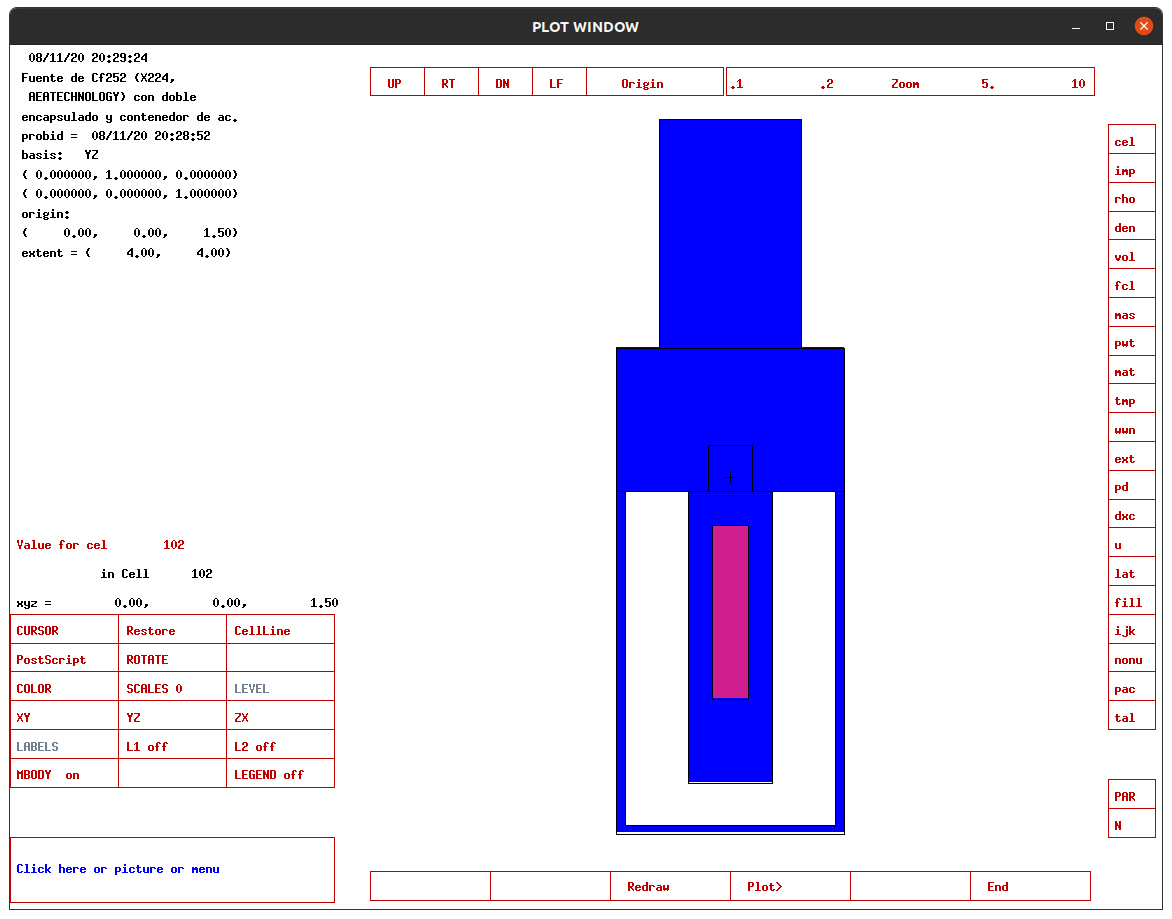 PLOT WINDOW
08/11/20 20:29:24
Fuente de Cf252 (X224,
AEATECHNOLOGY) con doble
encapsulado y contenedor de ac.
probid = 08/11/20 20:28:52
basis: YZ
( 0.000000, 1.000000, 0.000000)
( 0.000000, 0.000000, 1.000000)
origin:
( 0.00, 0.00, 1.50)
extent = ( 4.00, 4.00)
UP RT DN LF Origin .1 .2 Zoom 5. 10
cel
imp
rho
den
vol
fcl
mas
pwt
mat
tmp
wwn
ext
pd
dxc
u
lat
fill
ijk
nonu
pac
tal
PAR
N
Value for cel 102
in Cell 102
xyz = 0.00, 0.00, 1.50
CURSOR Restore CellLine
PostScript ROTATE
COLOR SCALES 0 LEVEL
XY YZ ZX
LABELS L1 off L2 off
MBODY on LEGEND off
Click here or picture or menu
Redraw Plot> End